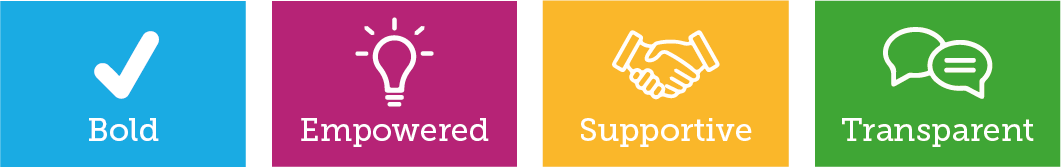 Bold
Empowered
Supportive
Transparent